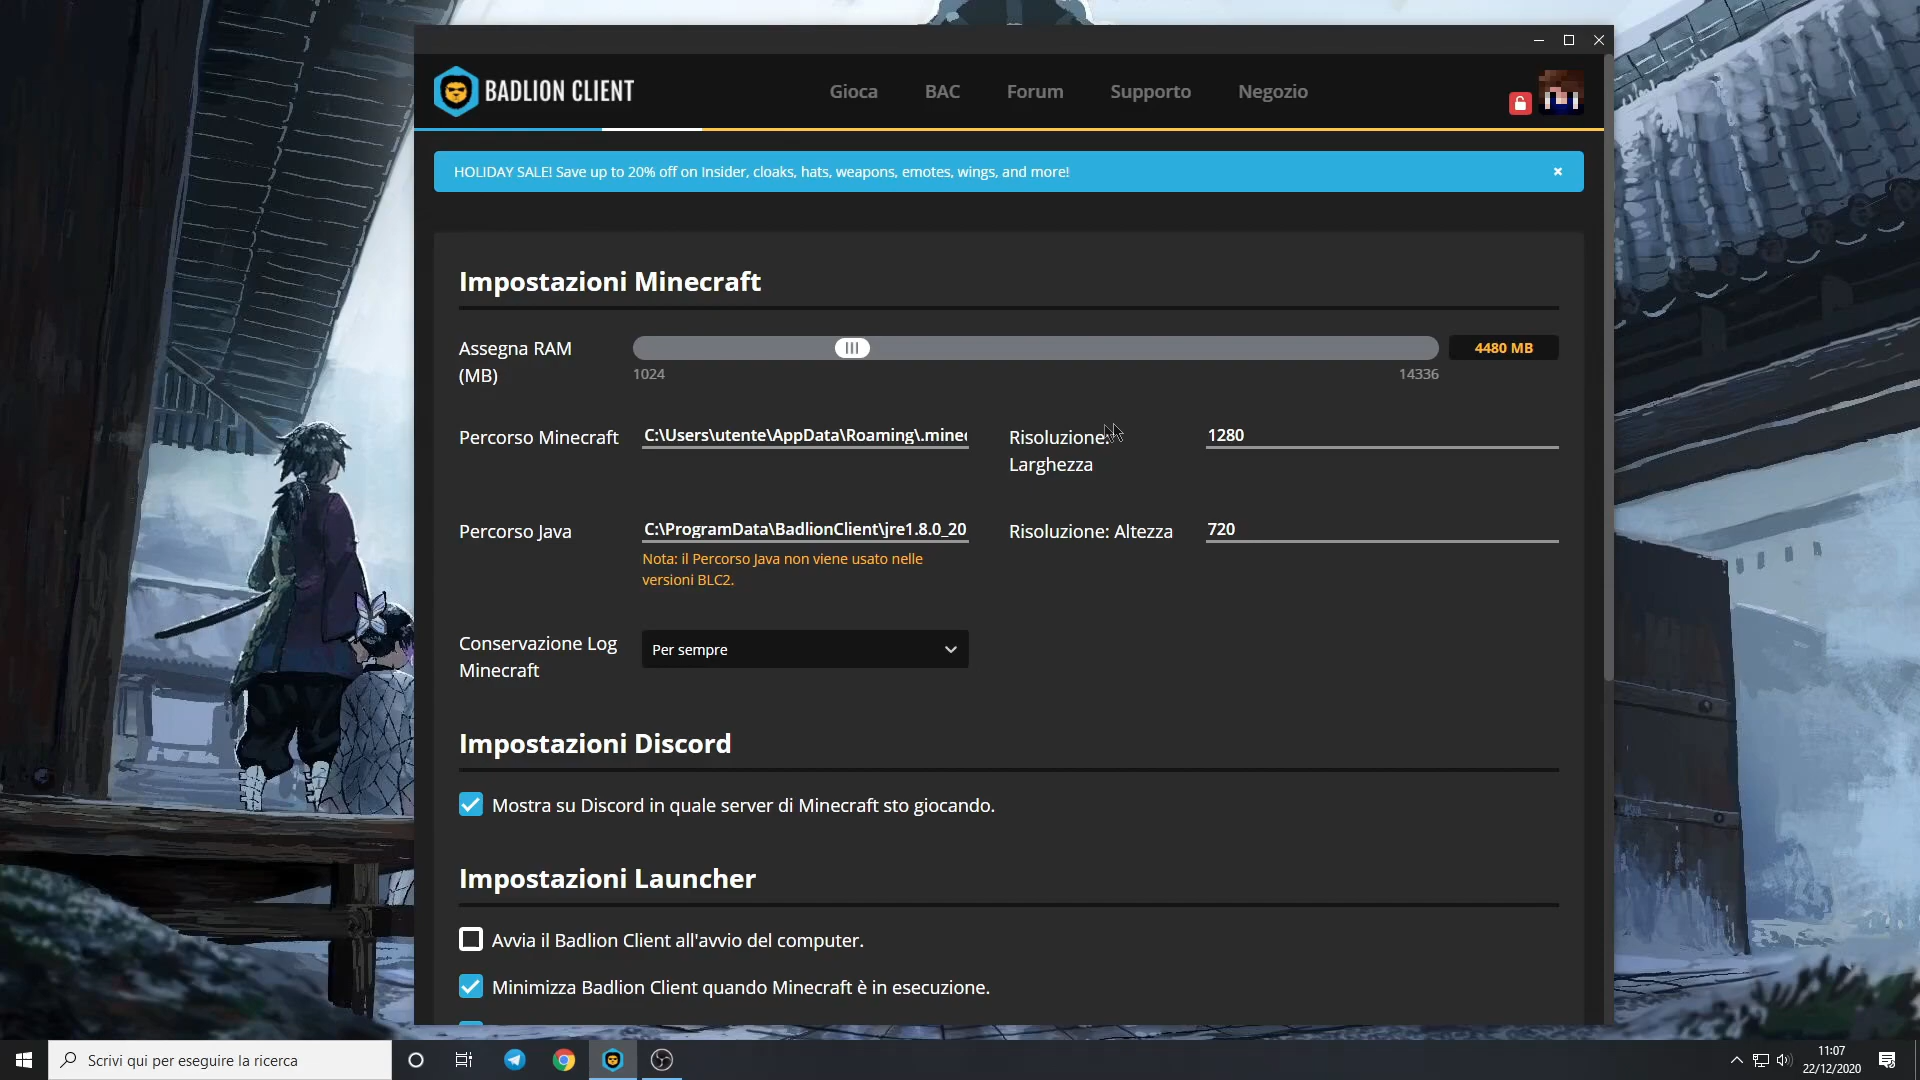 BADLION CLIENT
Gioca
BAC
Forum
Supporto
Negozio
HOLIDAY SALE! Save up to 20% off on Insider, cloaks, hats, weapons, emotes, wings, and more!
×
Impostazioni Minecraft
Assegna RAM
(MB)
4480 MB
1024
14336
Percorso Minecraft
C:\Users\utente\AppData\Roaming\.minec
Risoluzione:
Larghezza
1280
Percorso Java
C:\ProgramData\BadlionClient\jre1.8.0_20
Nota: il Percorso Java non viene usato nelle
versioni BLC2.
Risoluzione: Altezza
720
Conservazione Log
Minecraft
Per sempre
Impostazioni Discord
Mostra su Discord in quale server di Minecraft sto giocando.
Impostazioni Launcher
Avvia il Badlion Client all'avvio del computer.
Minimizza Badlion Client quando Minecraft è in esecuzione.
Scrivi qui per eseguire la ricerca
11:07
22/12/2020